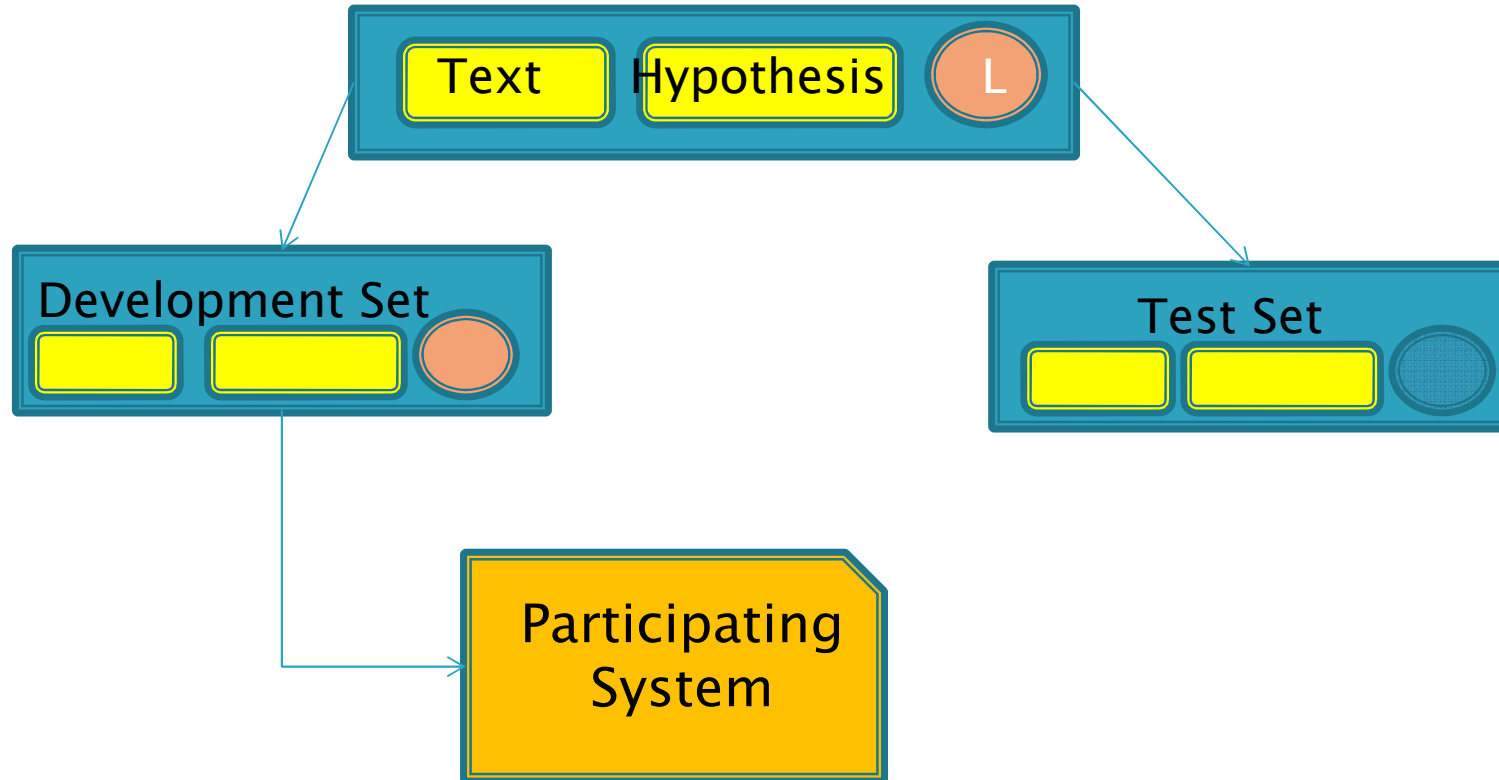 Text Hypothesis L
Development Set
Test Set
Participating
System